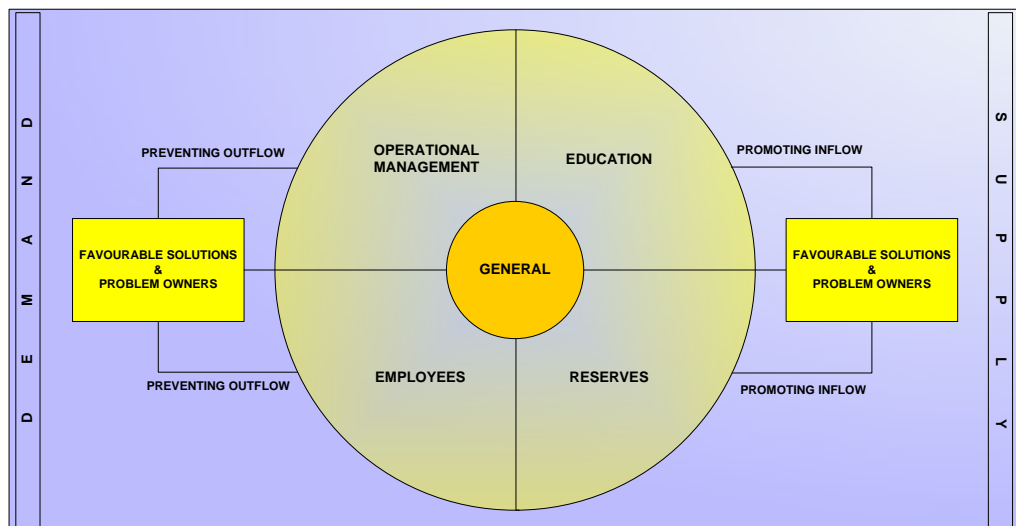 D E M A N D
PREVENTING OUTFLOW
OPERATIONAL
MANAGEMENT
EDUCATION
PROMOTING INFLOW
FAVOURABLE SOLUTIONS
&
PROBLEM OWNERS
GENERAL
FAVOURABLE SOLUTIONS
&
PROBLEM OWNERS
PREVENTING OUTFLOW
EMPLOYEES
RESERVES
PROMOTING INFLOW
S U P P L Y